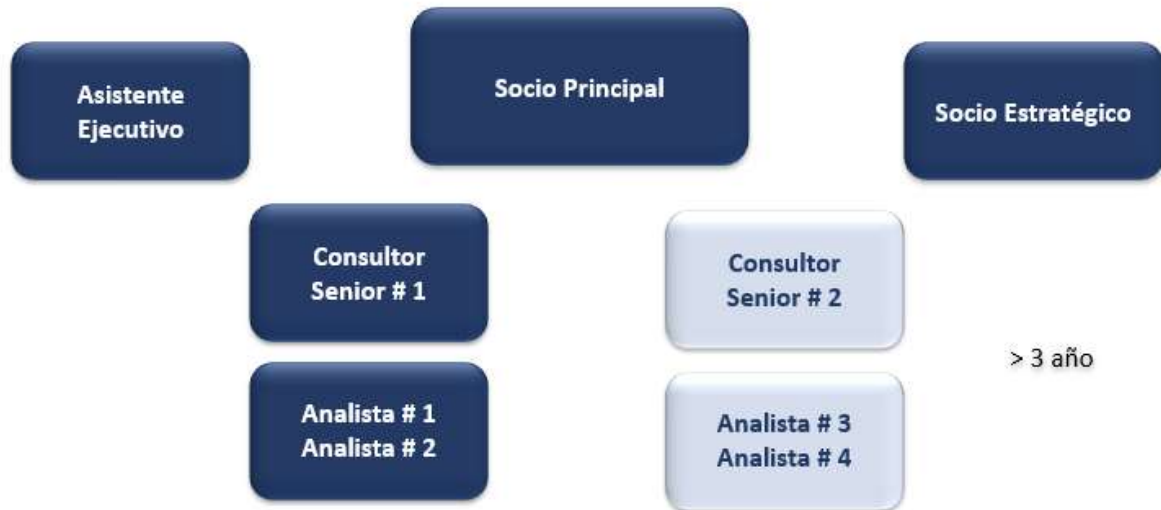 Asistente
Ejecutivo
Socio Principal
Socio Estratégico
Consultor
Senior # 1
Consultor
Senior # 2
> 3 año
Analista # 1
Analista # 2
Analista # 3
Analista # 4